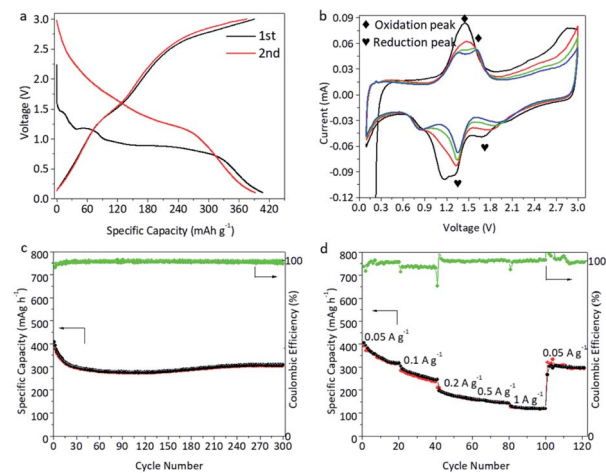 a
3.0
2.5
2.0
1.5
1.0
0.5
0.0
Voltage (V)
1st
2nd
0 60 120 180 240 300 360 420
Specific Capacity (mAh g-1)
b
0.09
0.06
0.03
0.00
-0.03
-0.06
-0.09
-0.12
Current (mA)
Oxidation peak
Reduction peak
0.0 0.3 0.6 0.9 1.2 1.5 1.8 2.1 2.4 2.7 3.0
Voltage (V)
c
800
700
600
500
400
300
200
100
0
Specific Capacity (mAg h-1)
100
0
Coulombic Efficiency (%)
0 30 60 90 120 150 180 210 240 270 300
Cycle Number
d
800
700
600
500
400
300
200
100
0
Specific Capacity (mAg h-1)
0.05 A g-1
0.1 A g-1
0.2 A g-1
0.5A g-1
1A g-1
0.05 A g-1
100
0
Coulombic Efficiency (%)
0 20 40 60 80 100 120
Cycle Number